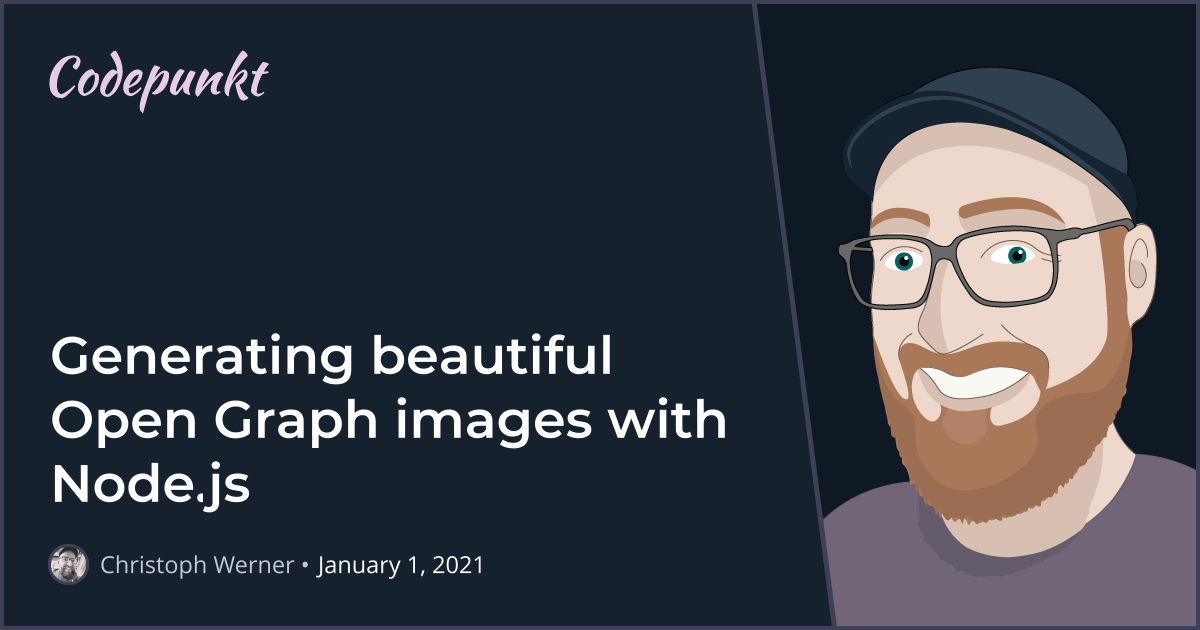 Codepunkt
Generating beautiful
Open Graph images with
Node.js
Christoph Werner • January 1, 2021